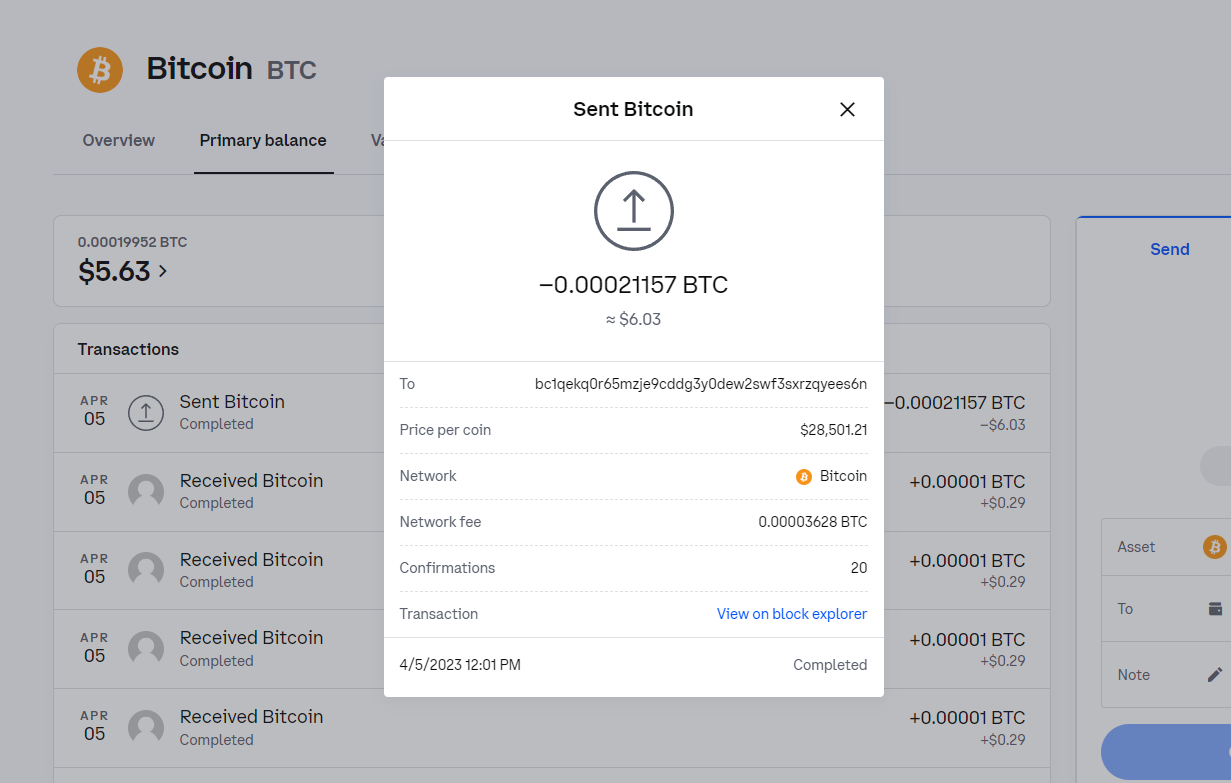 Bitcoin BTC
Overview
Primary balance
0.00019952 BTC
$5.63
Transactions
APR
05
Sent Bitcoin
Completed
−0.00021157 BTC
−$6.03
APR
05
Received Bitcoin
Completed
+0.00001 BTC
+$0.29
APR
05
Received Bitcoin
Completed
+0.00001 BTC
+$0.29
APR
05
Received Bitcoin
Completed
+0.00001 BTC
+$0.29
APR
05
Received Bitcoin
Completed
+0.00001 BTC
+$0.29
Sent Bitcoin
−0.00021157 BTC
≈ $6.03
To bc1qekq0r65mzje9cddg3y0dew2swf3sxrzqyees6n
Price per coin $28,501.21
Network Bitcoin
Network fee 0.00003628 BTC
Confirmations 20
Transaction View on block explorer
4/5/2023 12:01 PM Completed
Send
Asset
To
Note